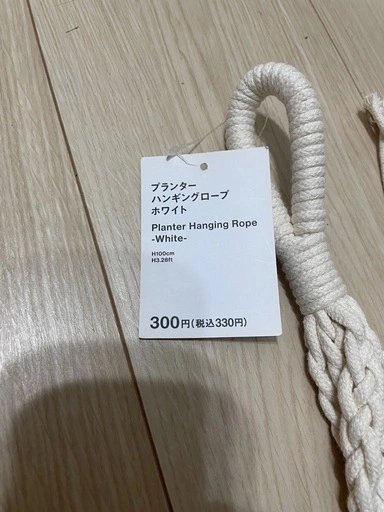 プランター
ハンギングロープ
ホワイト
Planter Hanging Rope
-White-
H100cm
H3.28ft
300円(税込330円)